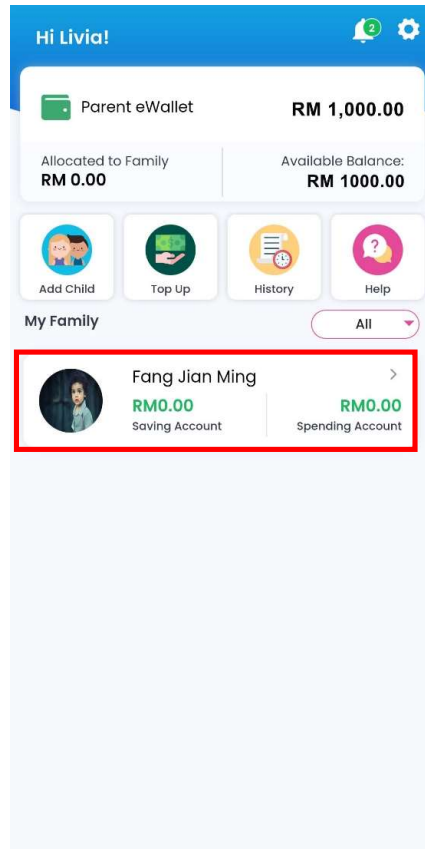 Hi Livia!
2
Parent eWallet RM 1,000.00
Allocated to Family Available Balance:
RM 0.00 RM 1000.00
Add Child Top Up History Help
My Family All
Fang Jian Ming
RM0.00 RM0.00
Saving Account Spending Account